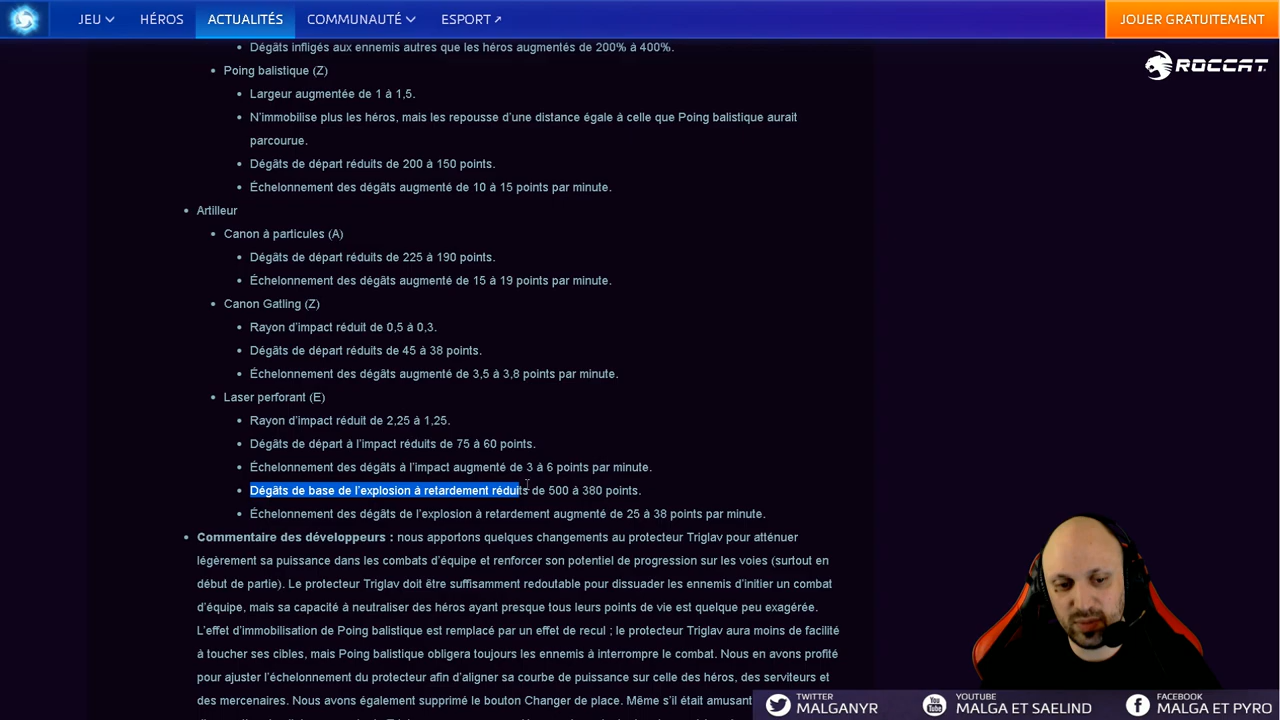 JEU HÉROS ACTUALITÉS COMMUNAUTÉ ESPORT JOUER GRATUITEMENT
Dégâts infligés aux ennemis autres que les héros augmentés de 200% à 400%.
ROCCAT
Poing balistique (Z)
Largeur augmentée de 1 à 1,5.
N’immobilise plus les héros, mais les repousse d’une distance égale à celle que Poing balistique aurait
parcourue.
Dégâts de départ réduits de 200 à 150 points.
Échelonnement des dégâts augmenté de 10 à 15 points par minute.
Artilleur
Canon à particules (A)
Dégâts de départ réduits de 225 à 190 points.
Échelonnement des dégâts augmenté de 15 à 19 points par minute.
Canon Gatling (Z)
Rayon d’impact réduit de 0,5 à 0,3.
Dégâts de départ réduits de 45 à 38 points.
Échelonnement des dégâts augmenté de 3,5 à 3,8 points par minute.
Laser perforant (E)
Rayon d’impact réduit de 2,25 à 1,25.
Dégâts de départ à l’impact réduits de 75 à 60 points.
Échelonnement des dégâts à l’impact augmenté de 3 à 6 points par minute.
Dégâts de base de l’explosion à retardement réduits de 500 à 380 points.
Échelonnement des dégâts de l’explosion à retardement augmenté de 25 à 38 points par minute.
Commentaire des développeurs : nous apportons quelques changements au protecteur Triglav pour atténuer
légèrement sa puissance dans les combats d’équipe et renforcer son potentiel de progression sur les voies (surtout en
début de partie). Le protecteur Triglav doit être suffisamment redoutable pour dissuader les ennemis d’initier un combat
d’équipe, mais sa capacité à neutraliser des héros ayant presque tous leurs points de vie est quelque peu exagérée.
L’effet d’immobilisation de Poing balistique est remplacé par un effet de recul ; le protecteur Triglav aura moins de facilité
à toucher ses cibles, mais Poing balistique obligera toujours les ennemis à interrompre le combat. Nous en avons profité
pour ajuster l’échelonnement du protecteur afin d’aligner sa courbe de puissance sur celle des héros, des serviteurs et
des mercenaires. Nous avons également supprimé le bouton Changer de place. Même s’il était amusant
TWITTER
MALGANYR
YOUTUBE
MALGA ET SAELIND
FACEBOOK
MALGA ET PYRO